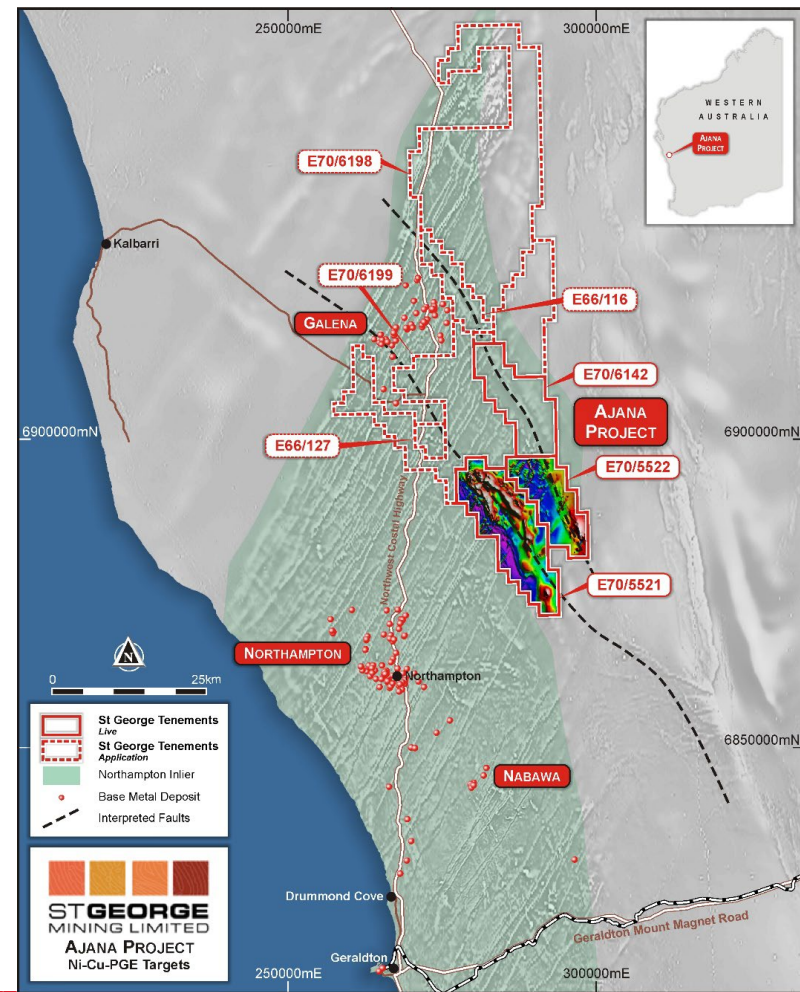 250000mE
300000mE
WESTERN
AUSTRALIA
AJANA
PROJECT
E70/6198
Kalbarri
E70/6199
E66/116
GALENA
E70/6142
AJANA
PROJECT
6900000mN
6900000mN
E66/127
E70/5522
Northwest Costal Highway
E70/5521
N
NORTHAMPTON
0
25km
Northampton
St George Tenements
Live
St George Tenements
Application
Northampton Inlier
Base Metal Deposit
Interpreted Faults
6850000mN
NABAWA
STGEORGE
MINING LIMITED
AJANA PROJECT
Ni-Cu-PGE Targets
Drummond Cove
Geraldton Mount Magnet Road
Geraldton
250000mE
300000mE